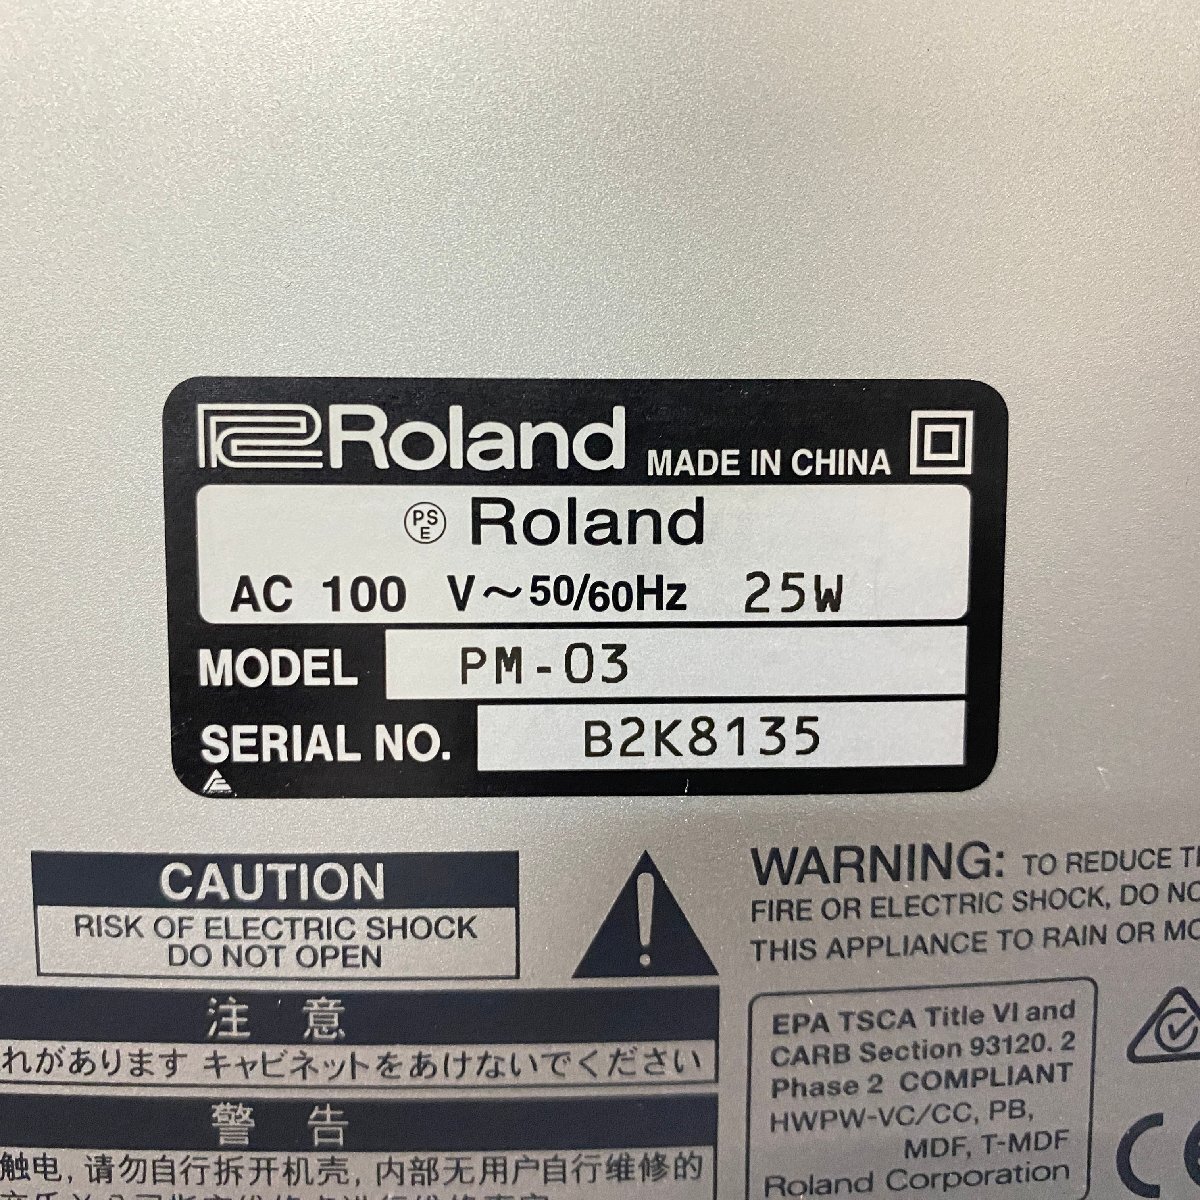 Roland MADE IN CHINA
PS E Roland
AC 100 V～50/60Hz 25W
MODEL PM-03
SERIAL NO. B2K8135
CAUTION
RISK OF ELECTRIC SHOCK
DO NOT OPEN
WARNING: TO REDUCE
FIRE OR ELECTRIC SHOCK, DO
THIS APPLIANCE TO RAIN OR
注 意
れがあります キャビネットをあけないでください
警 告
触电, 请勿自行拆开机壳, 内部无用户自行维修的
EPA TSCA Title VI and
CARB Section 93120. 2
Phase 2 COMPLIANT
HWPW-VC/CC, PB,
MDF, T-MDF
Roland Corporation